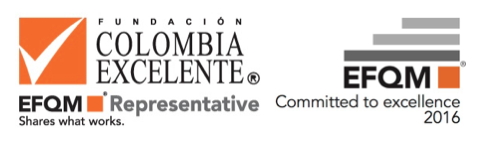 FUNDACIÓN
COLOMBIA
EXCELENTE®
EFQM® Representative
Shares what works.
EFQM®
Committed to excellence
2016